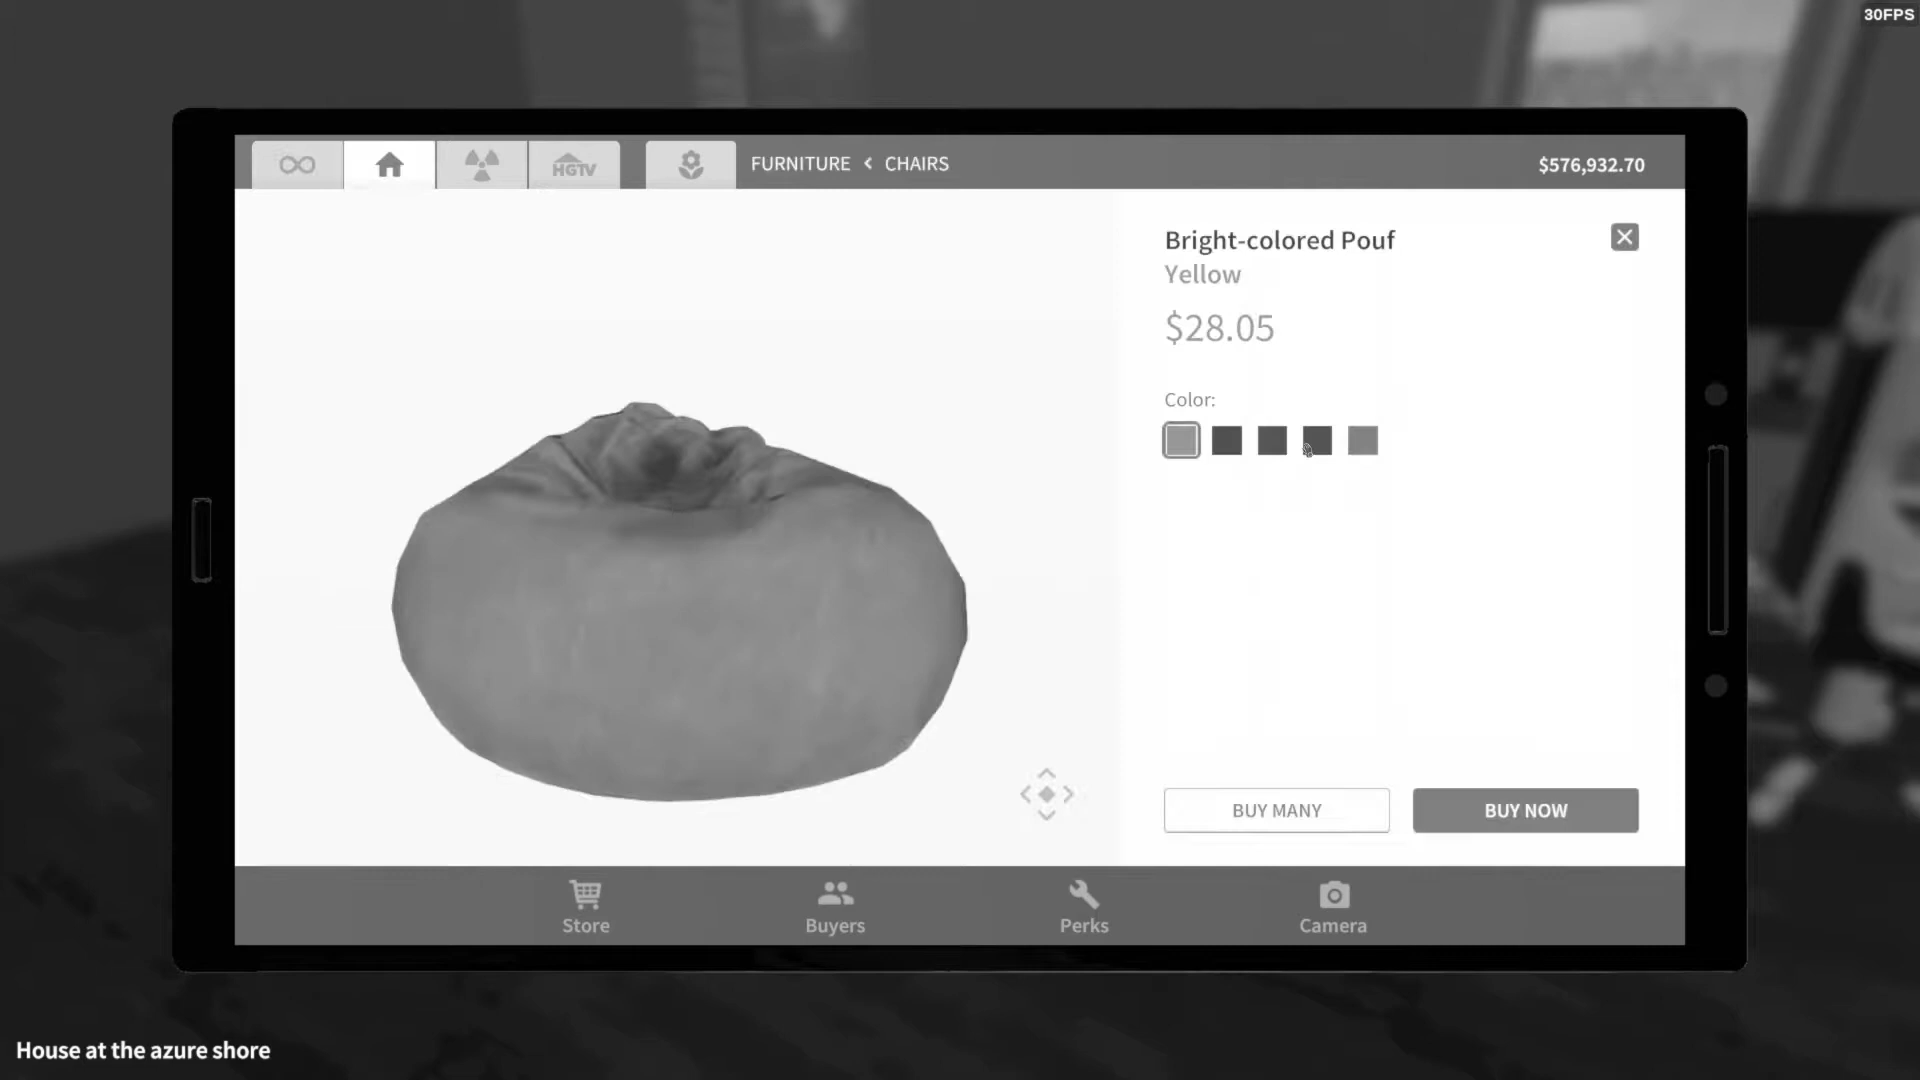 30FPS
HGTV
FURNITURE < CHAIRS
$576,932.70
Bright-colored Pouf
Yellow
$28.05
Color:
BUY MANY
BUY NOW
Store
Buyers
Perks
Camera
House at the azure shore